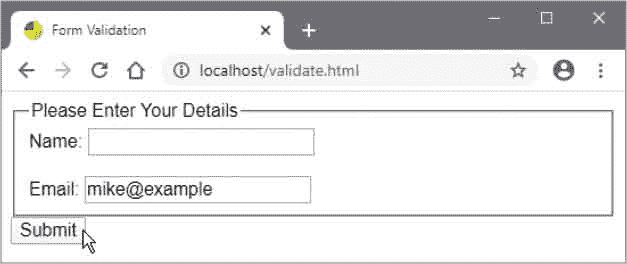 Form Validation
localhost/validate.html
Please Enter Your Details
Name:
Email: mike@example
Submit